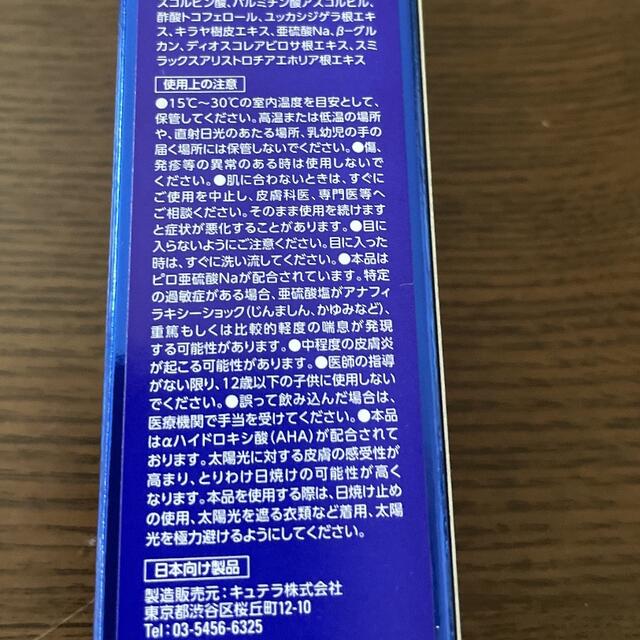 スコルビン酸、パルミチン酸アスコルビル、
酢酸トコフェロール、ユッカシジゲラ根エキ
ス、キラヤ樹皮エキス、亜硫酸Na、β-グル
カン、ディオスコレアビロサ根エキス、スミ
ラックスアリストロチアエホリア根エキス
使用上の注意
●15℃〜30℃の室内温度を目安として、
保管してください。高温または低温の場所
や、直射日光のあたる場所、乳幼児の手の
届く場所には保管しないでください。●傷、
発疹等の異常のある時は使用しないで
ください。●肌に合わないときは、すぐに
ご使用を中止し、皮膚科医、専門医等へ
ご相談ください。そのまま使用を続けます
と症状が悪化することがあります。●目に
入らないようにご注意ください。目に入った
時は、すぐに洗い流してください。●本品は
ピロ亜硫酸Naが配合されています。特定
の過敏症がある場合、亜硫酸塩がアナフィ
ラキシーショック(じんましん、かゆみなど)、
重篤もしくは比較的軽度の喘息が発現
する可能性があります。●中程度の皮膚炎
が起こる可能性があります。●医師の指導
がない限り、12歳以下の子供に使用しない
でください。●誤って飲み込んだ場合は、
医療機関で手当を受けてください。●本品
はαハイドロキシ酸(AHA)が配合されて
おります。太陽光に対する皮膚の感受性が
高まり、とりわけ日焼けの可能性が高く
なります。本品を使用する際は、日焼け止め
の使用、太陽光を遮る衣類など着用、太陽
光を極力避けるようにしてください。
日本向け製品
製造販売元：キュテラ株式会社
東京都渋谷区桜丘町12-10
Tel：03-5456-6325